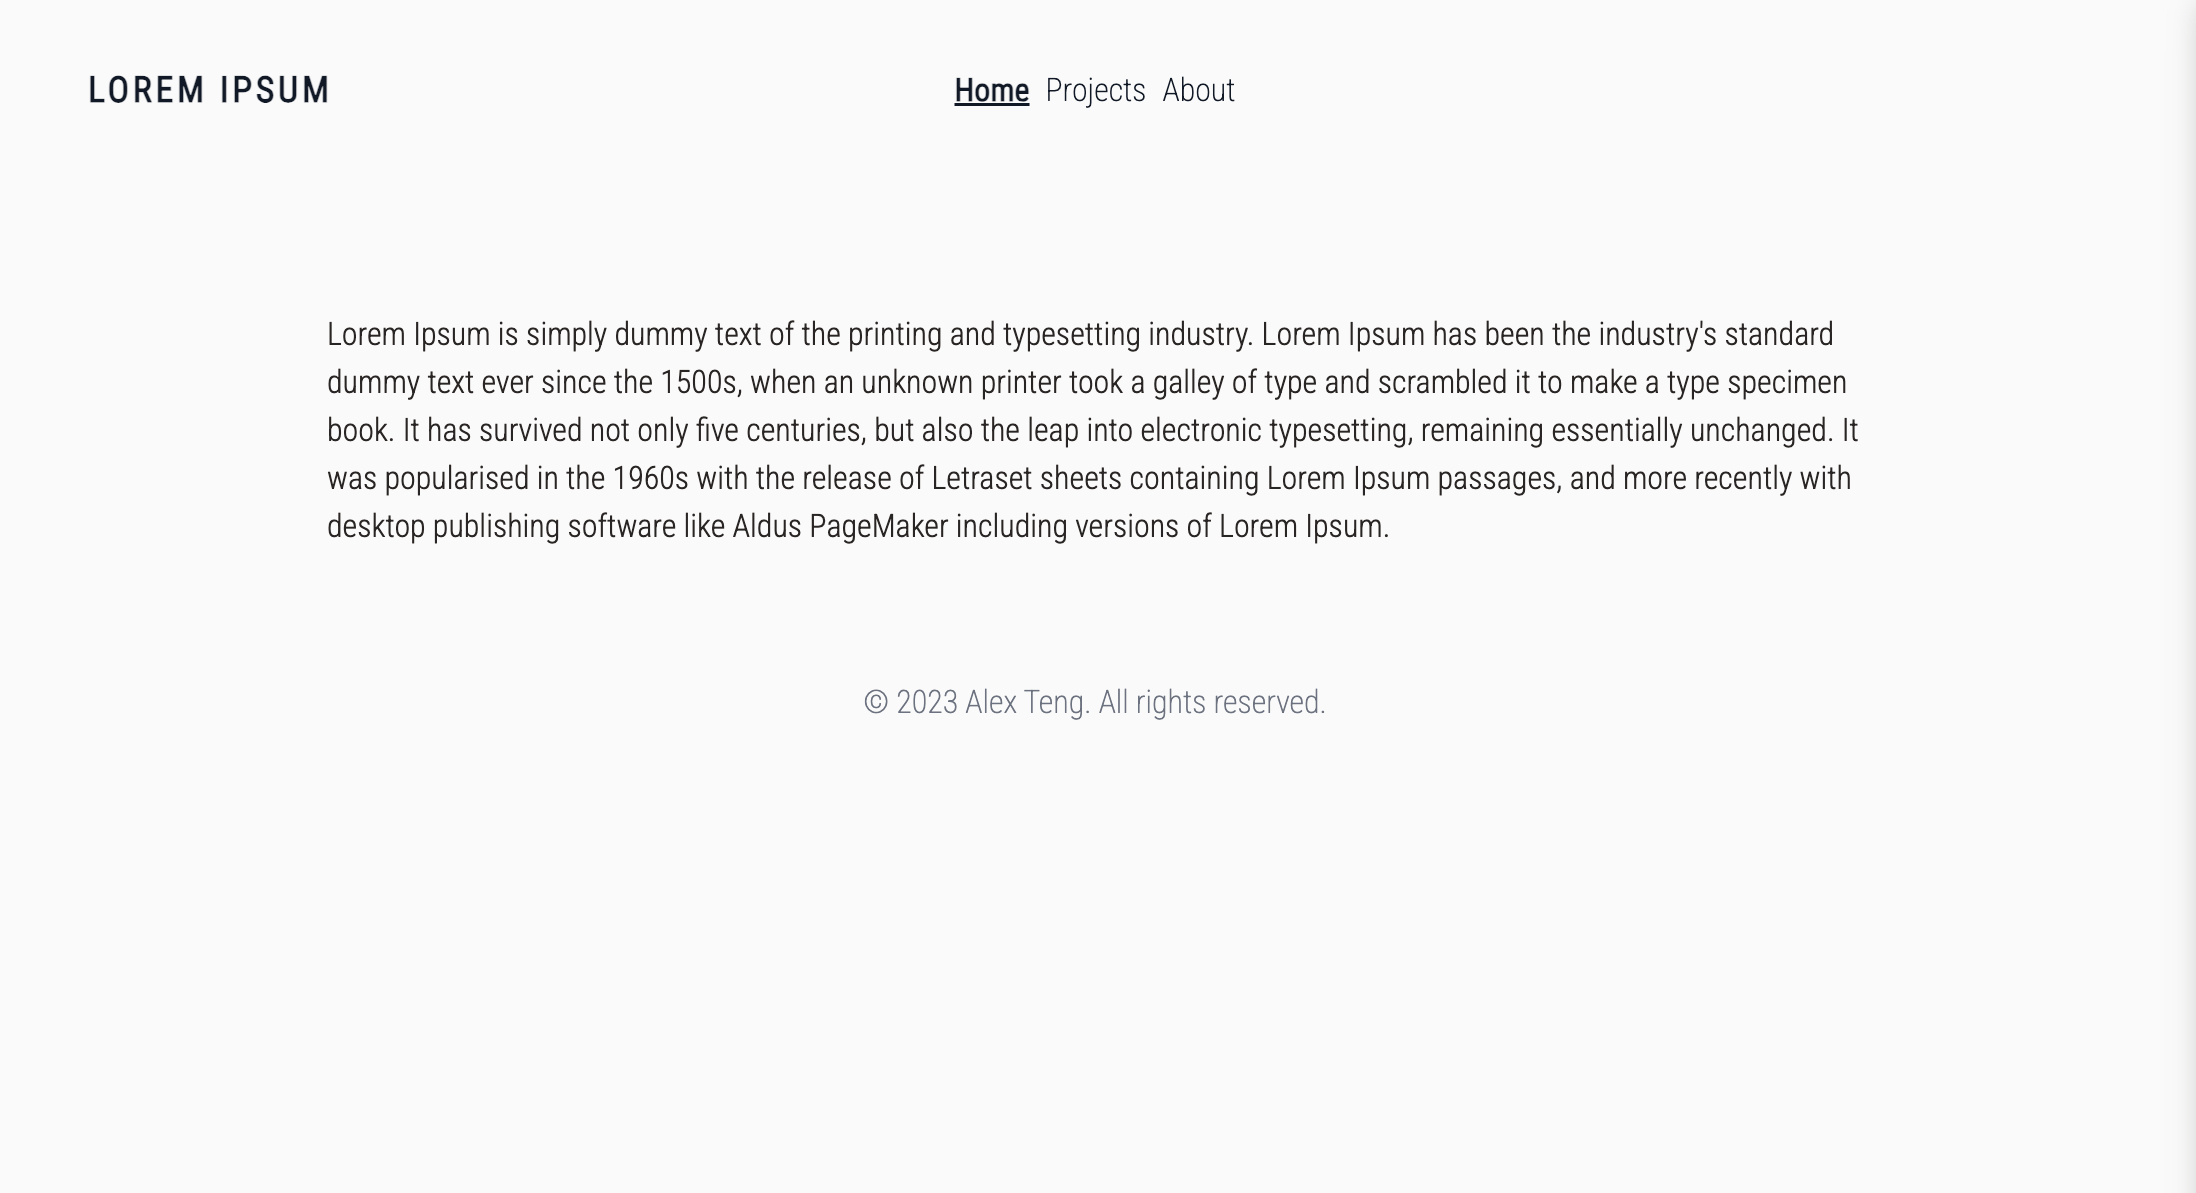 LOREM IPSUM
Home Projects About
Lorem Ipsum is simply dummy text of the printing and typesetting industry. Lorem Ipsum has been the industry's standard
dummy text ever since the 1500s, when an unknown printer took a galley of type and scrambled it to make a type specimen
book. It has survived not only five centuries, but also the leap into electronic typesetting, remaining essentially unchanged. It
was popularised in the 1960s with the release of Letraset sheets containing Lorem Ipsum passages, and more recently with
desktop publishing software like Aldus PageMaker including versions of Lorem Ipsum.
© 2023 Alex Teng. All rights reserved.